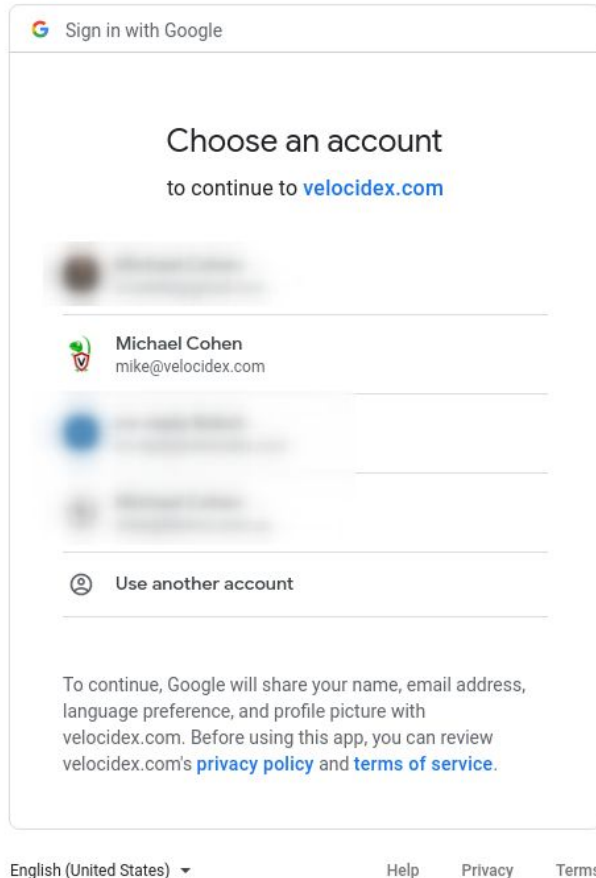 Sign in with Google
Choose an account
to continue to velocidex.com
Michael Cohen
mike@velocidex.com
Use another account
To continue, Google will share your name, email address,
language preference, and profile picture with
velocidex.com. Before using this app, you can review
velocidex.com's privacy policy and terms of service.
English (United States) Help Privacy Terms